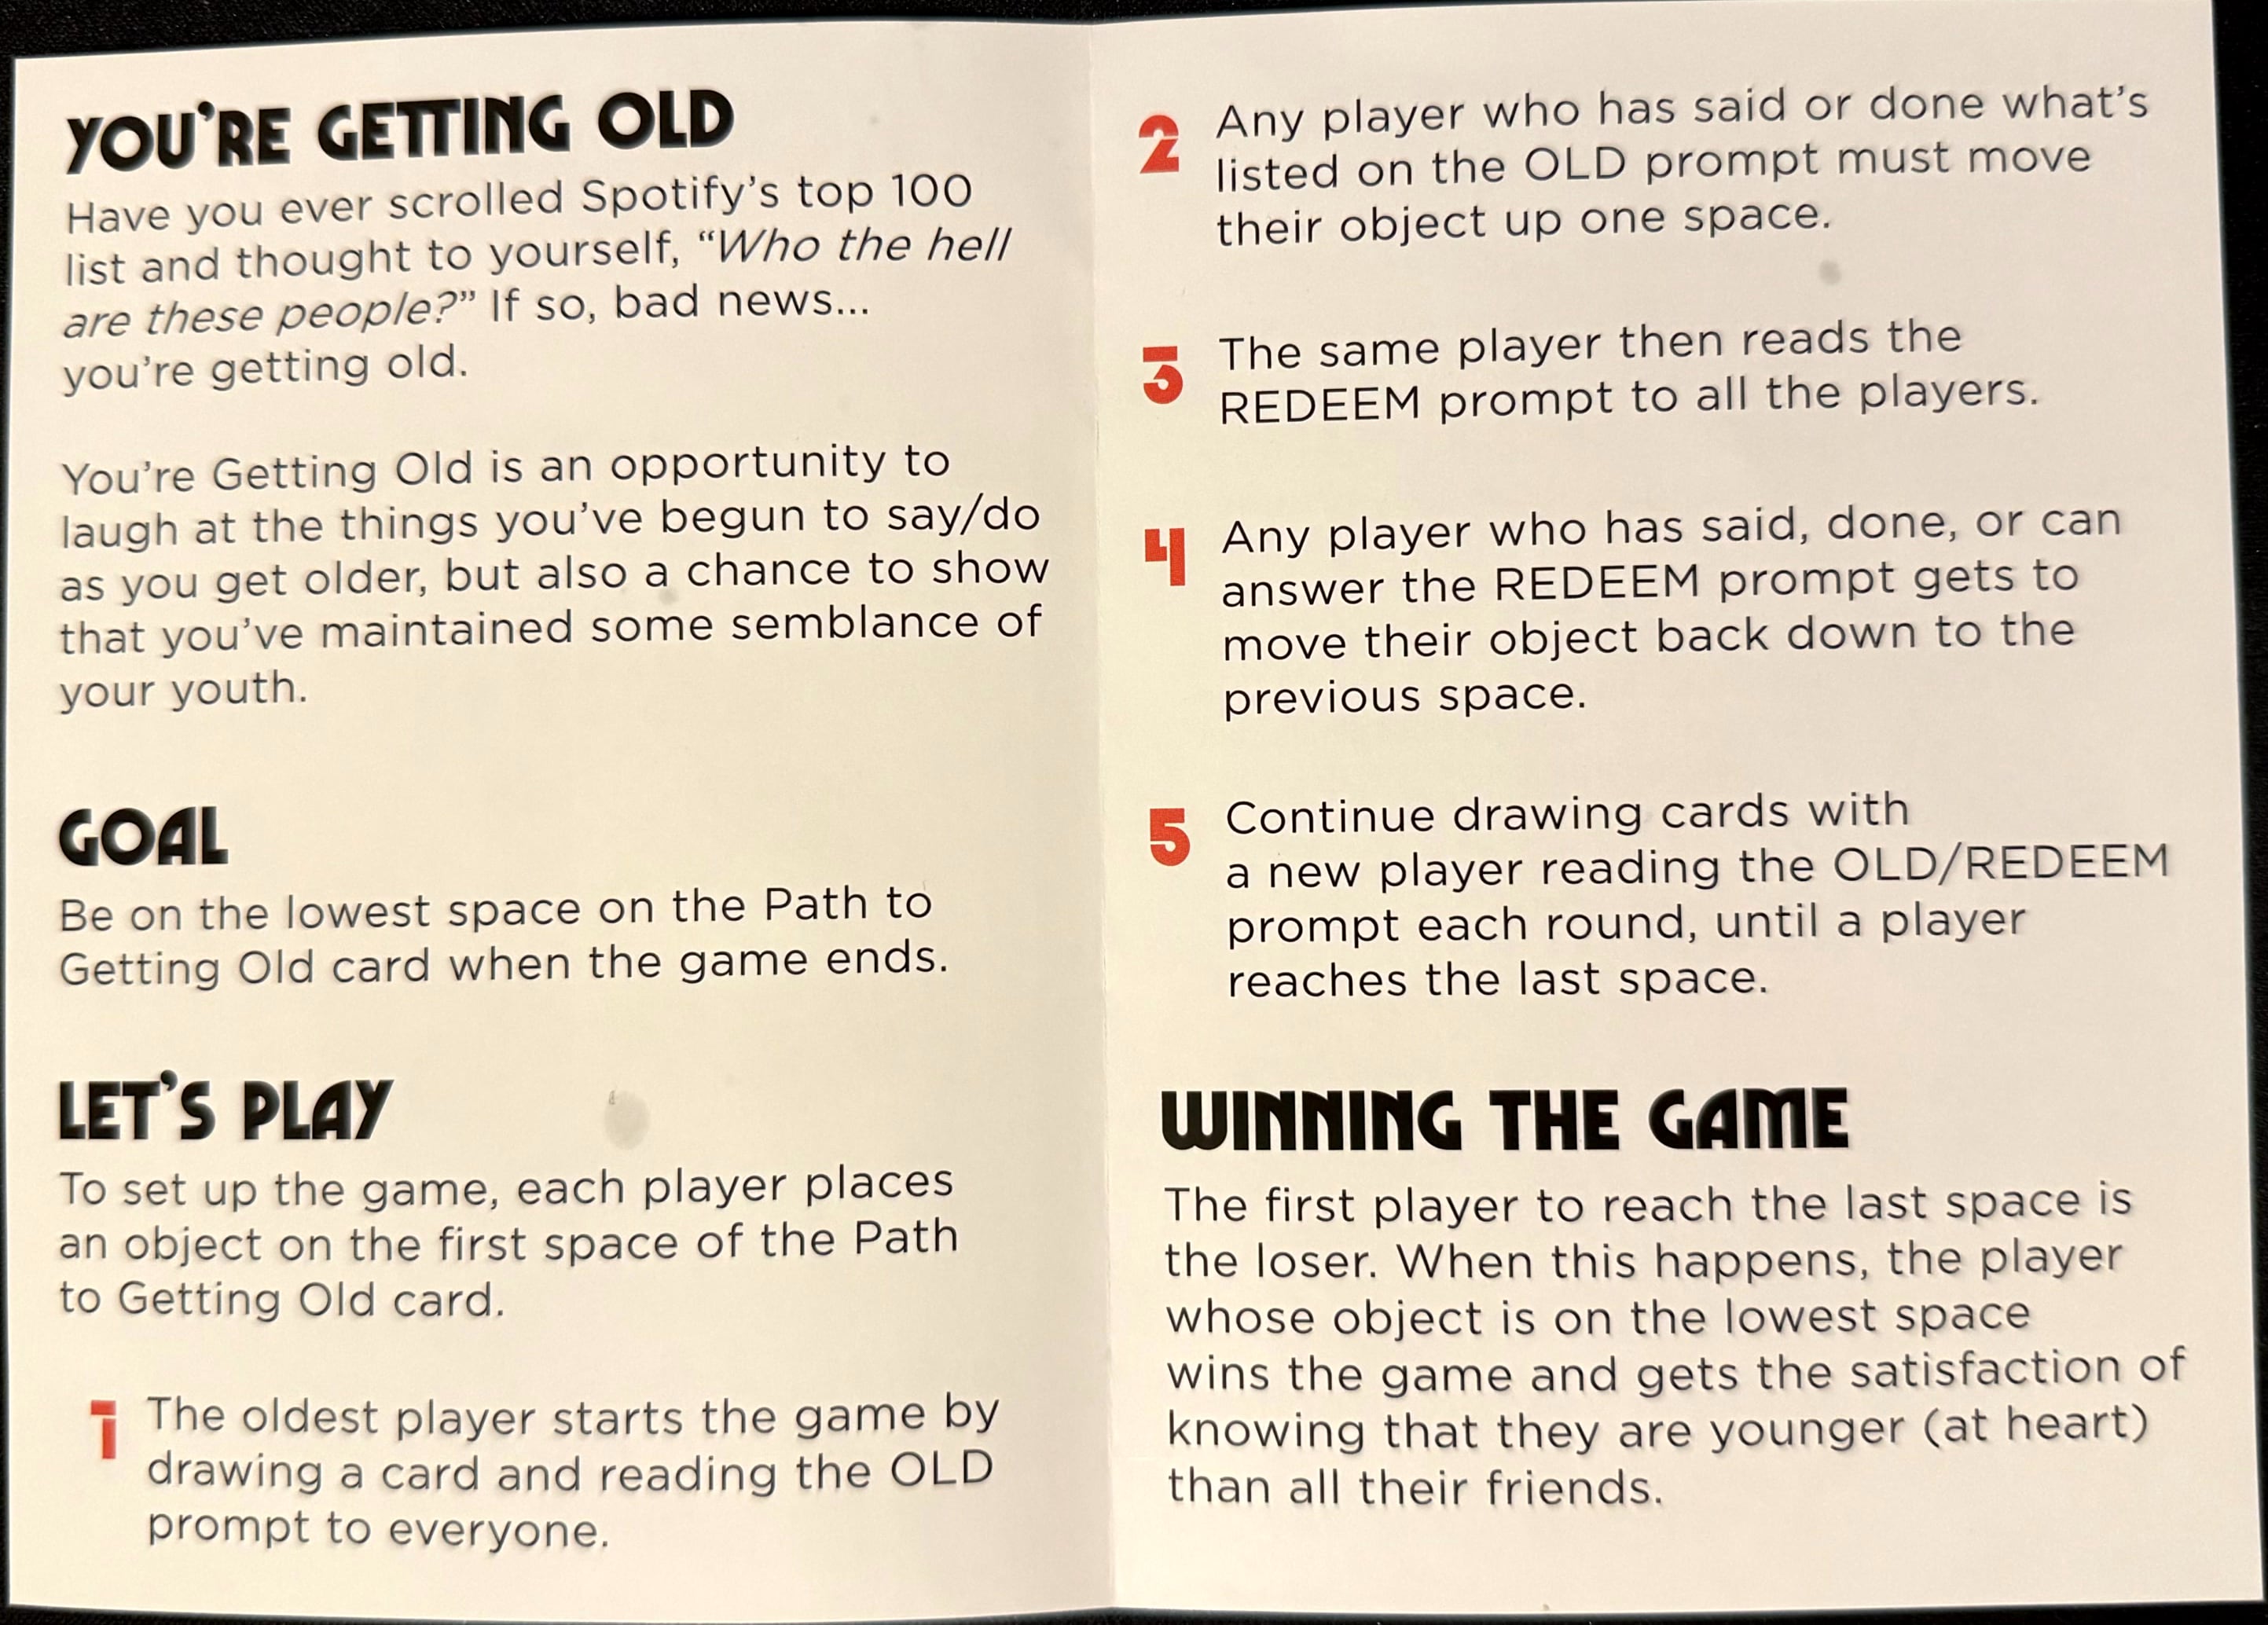 YOU'RE GETTING OLD
Have you ever scrolled Spotify's top 100
list and thought to yourself, “Who the hell
are these people?” If so, bad news...
you're getting old.
You're Getting Old is an opportunity to
laugh at the things you've begun to say/do
as you get older, but also a chance to show
that you've maintained some semblance of
your youth.
GOAL
Be on the lowest space on the Path to
Getting Old card when the game ends.
LET'S PLAY
To set up the game, each player places
an object on the first space of the Path
to Getting Old card.
1 The oldest player starts the game by
drawing a card and reading the OLD
prompt to everyone.
2 Any player who has said or done what's
listed on the OLD prompt must move
their object up one space.
3 The same player then reads the
REDEEM prompt to all the players.
4 Any player who has said, done, or can
answer the REDEEM prompt gets to
move their object back down to the
previous space.
5 Continue drawing cards with
a new player reading the OLD/REDEEM
prompt each round, until a player
reaches the last space.
WINNING THE GAME
The first player to reach the last space is
the loser. When this happens, the player
whose object is on the lowest space
wins the game and gets the satisfaction of
knowing that they are younger (at heart)
than all their friends.